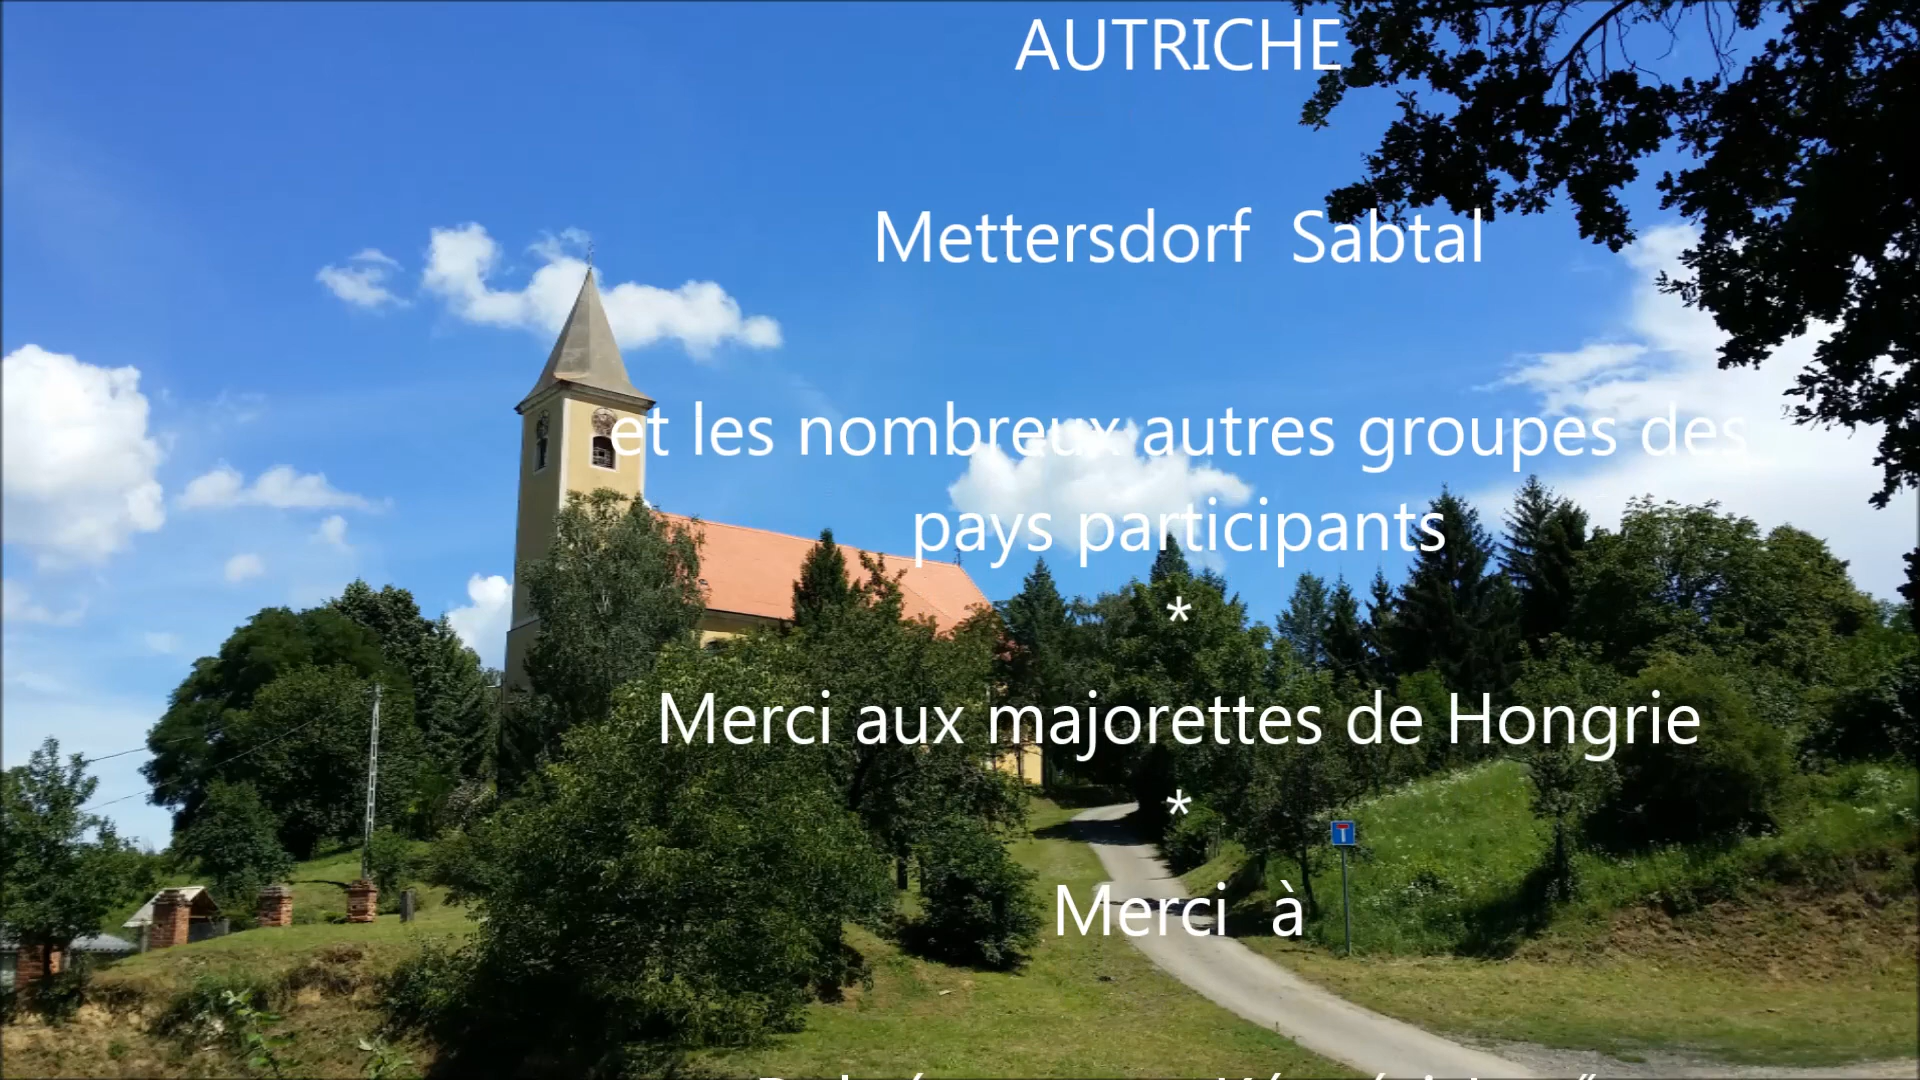 AUTRICHE
Mettersdorf Sabtal
et les nombreux autres groupes des
pays participants
*
Merci aux majorettes de Hongrie
*
Merci à